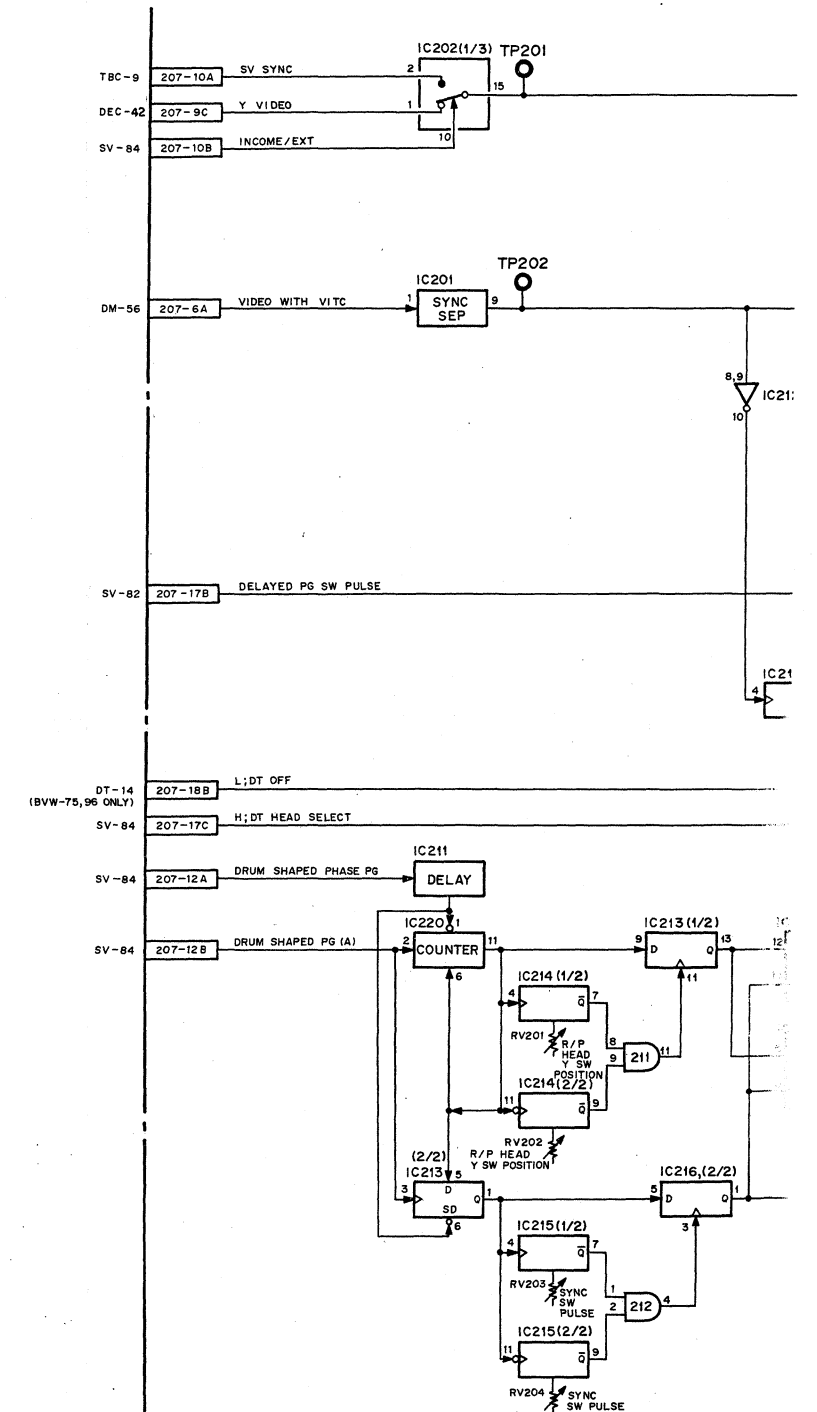 IC202(1/3)
TP201
TBC-9
207-10A
SV SYNC
2
15
DEC-42
207-9C
Y VIDEO
1
10
SV-84
207-10B
INCOME/EXT
IC201
TP202
DM-56
207-6A
VIDEO WITH VITC
1
SYNC
SEP
9
8,9
10
SV-82
207-17B
DELAYED PG SW PULSE
4
DT-14
(BVW-75,96 ONLY)
207-18B
L;DT OFF
SV-84
207-17C
H;DT HEAD SELECT
IC211
SV-84
207-12A
DRUM SHAPED PHASE PG
DELAY
IC220
1
SV-84
207-12B
DRUM SHAPED PG (A)
2
COUNTER
11
6
IC213(1/2)
9
D
Q
13
11
12
IC214(1/2)
4
Q
7
RV201
R/P
HEAD
Y SW
POSITION
8
9
211
11
IC214(2/2)
11
Q
9
RV202
R/P HEAD
Y SW POSITION
(2/2)
IC213
5
3
D
Q
1
SD
6
IC216,(2/2)
5
D
Q
1
3
IC215(1/2)
4
Q
7
RV203
SYNC
SW
PULSE
1
2
212
4
IC215(2/2)
11
Q
9
RV204
SYNC
SW PULSE